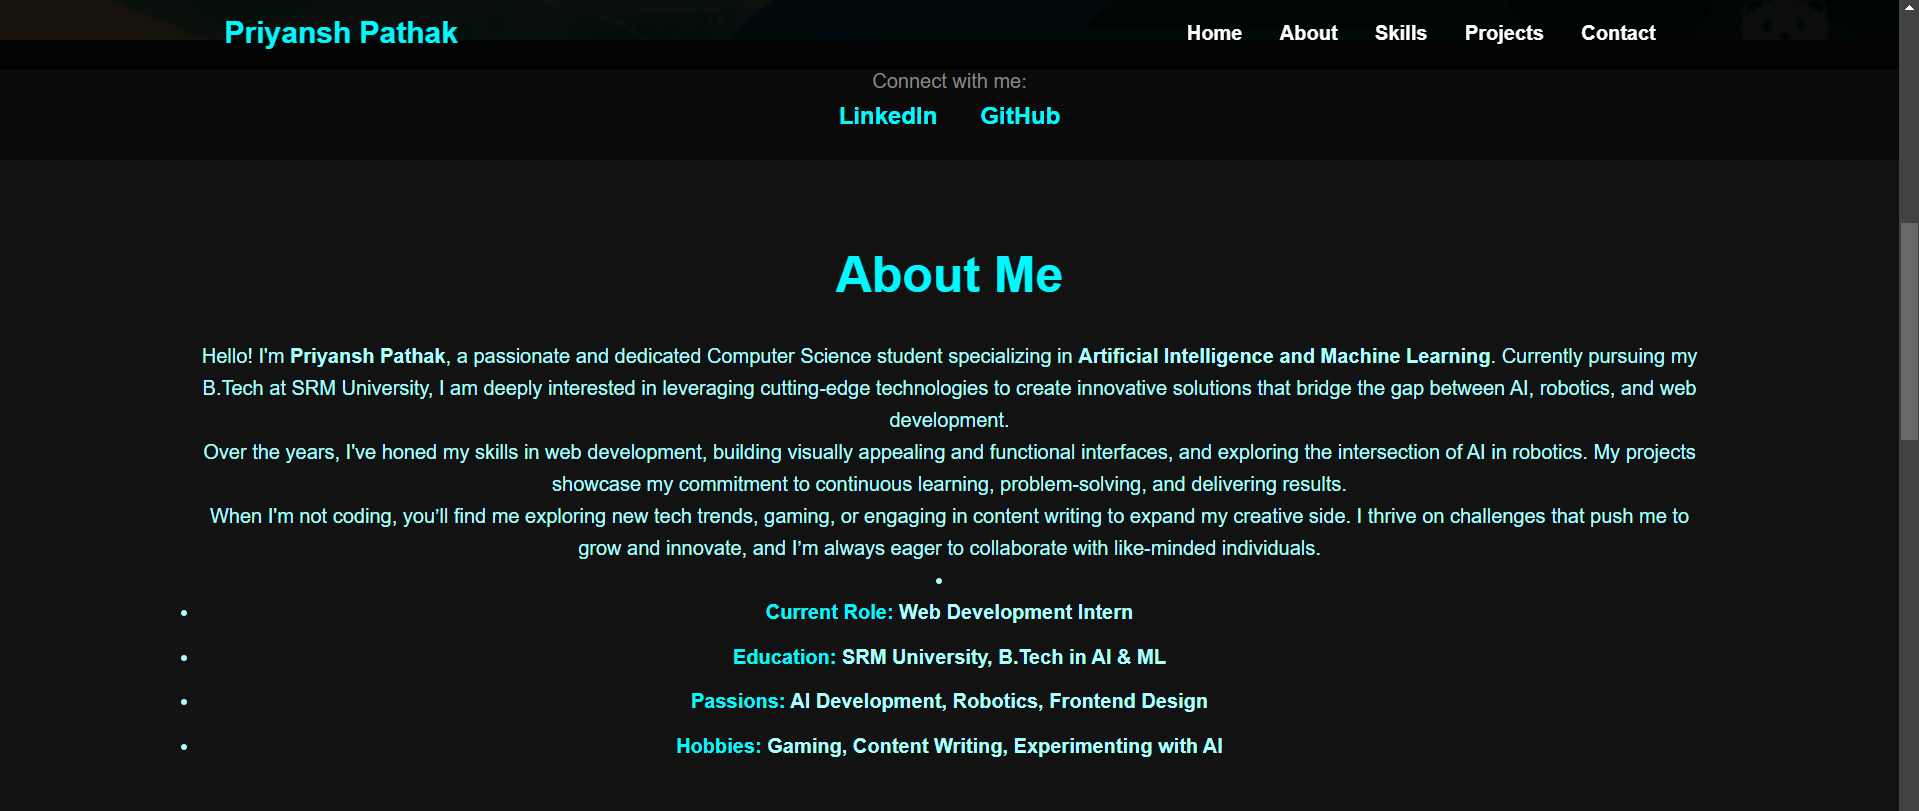 Priyansh Pathak
Home About Skills Projects Contact
Connect with me:
LinkedIn GitHub
About Me
Hello! I'm Priyansh Pathak, a passionate and dedicated Computer Science student specializing in Artificial Intelligence and Machine Learning. Currently pursuing my
B.Tech at SRM University, I am deeply interested in leveraging cutting-edge technologies to create innovative solutions that bridge the gap between AI, robotics, and web
development.
Over the years, I've honed my skills in web development, building visually appealing and functional interfaces, and exploring the intersection of AI in robotics. My projects
showcase my commitment to continuous learning, problem-solving, and delivering results.
When I'm not coding, you’ll find me exploring new tech trends, gaming, or engaging in content writing to expand my creative side. I thrive on challenges that push me to
grow and innovate, and I’m always eager to collaborate with like-minded individuals.
•
• Current Role: Web Development Intern
• Education: SRM University, B.Tech in AI & ML
• Passions: AI Development, Robotics, Frontend Design
• Hobbies: Gaming, Content Writing, Experimenting with AI